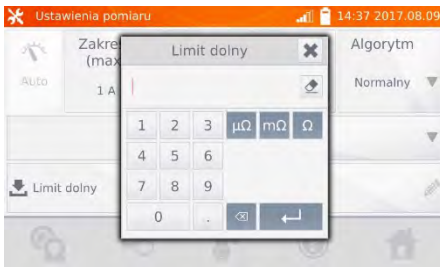 Ustawienia pomiaru 14:37 2017.08.09
Zakre Limit dolny Algorytm
(max
Auto 1 A Normalny
1 2 3 µΩ mΩ Ω
4 5 6
7 8 9
Limit dolny
0 .